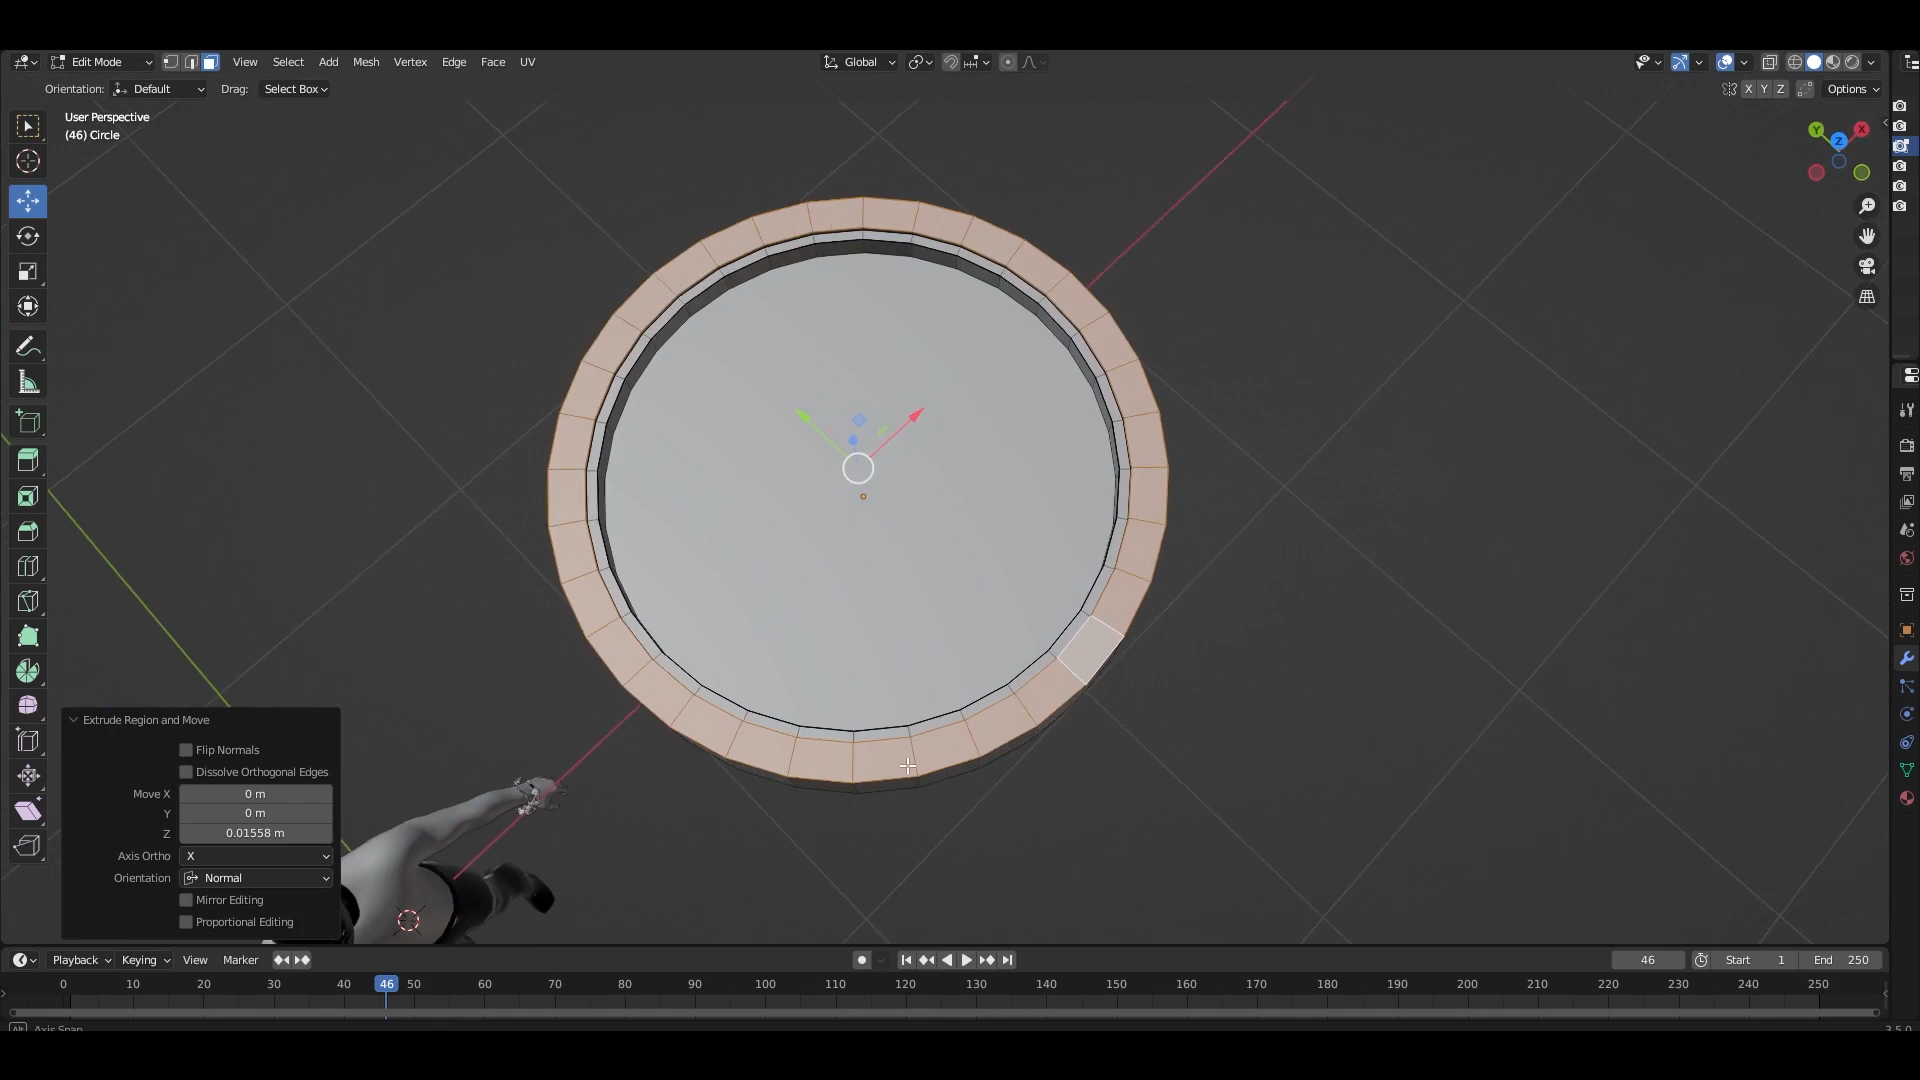 Edit Mode View Select Add Mesh Vertex Edge Face UV Global
Orientation: Default Drag: Select Box X Y Z Options
User Perspective
(46) Circle
Y X
Z
Extrude Region and Move
Flip Normals
Dissolve Orthogonal Edges
Move X 0 m
Y 0 m
Z 0.01558 m
Axis Ortho X
Orientation Normal
Mirror Editing
Proportional Editing
Playback Keying View Marker 46 Start 1 End 250
0 10 20 30 40 46 50 60 70 80 90 100 110 120 130 140 150 160 170 180 190 200 210 220 230 240 250
Alt Axis Snap 3.5.0